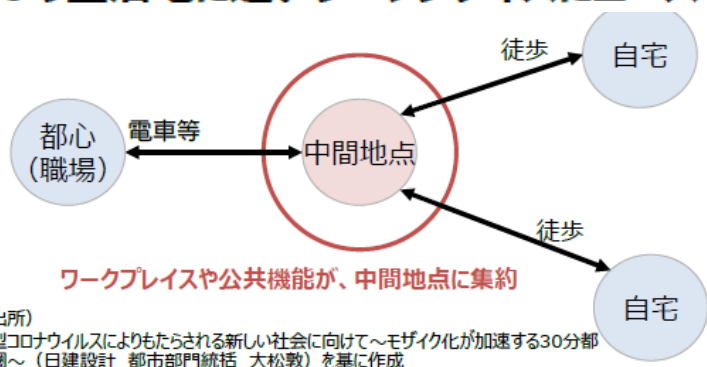 徒歩
自宅
都心
（職場）
電車等
中間地点
徒歩
ワークプレイスや公共機能が、中間地点に集約
自宅
出所）
型コロナウイルスによりもたらされる新しい社会に向けて～モザイク化が加速する30分都
圏～（日建設計 都市部門統括 大松敦）を基に作成